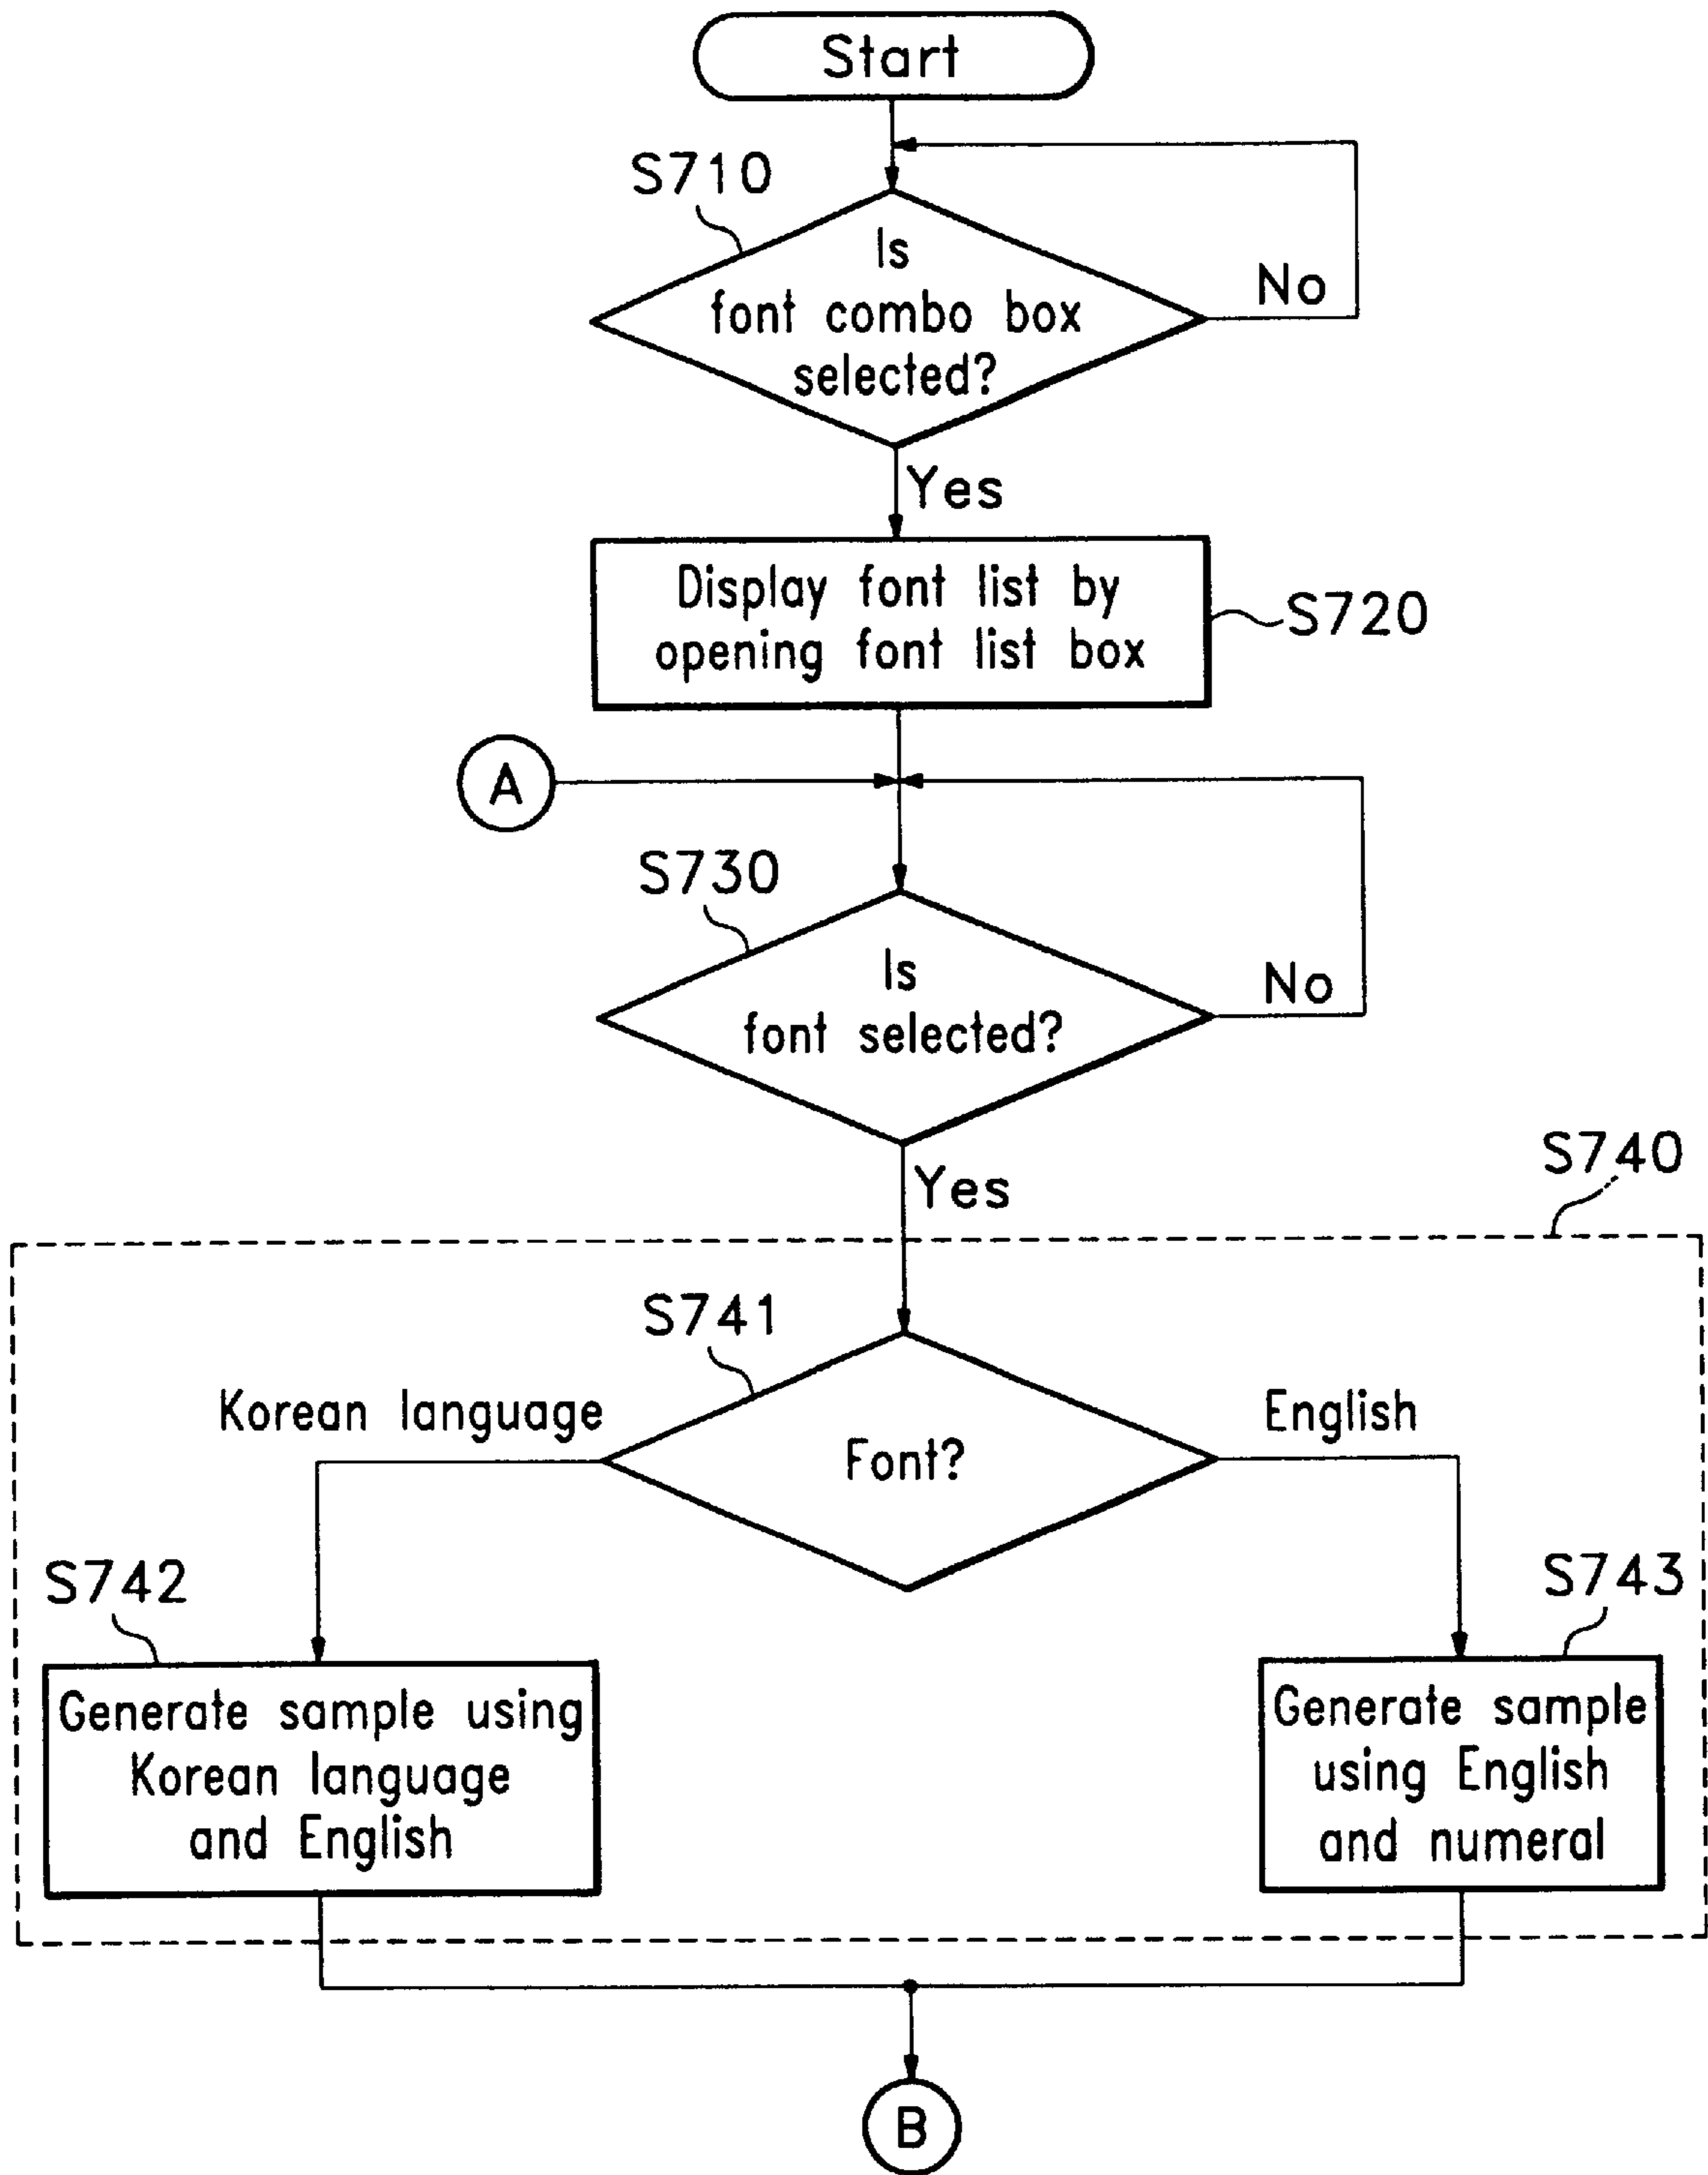 Start
S710
Is
font combo box
selected?
No
Yes
Display font list by
opening font list box
S720
A
S730
Is
font selected?
No
Yes
S740
S741
Korean language
Font?
English
S742
S743
Generate sample using
Korean language
and English
Generate sample
using English
and numeral
B